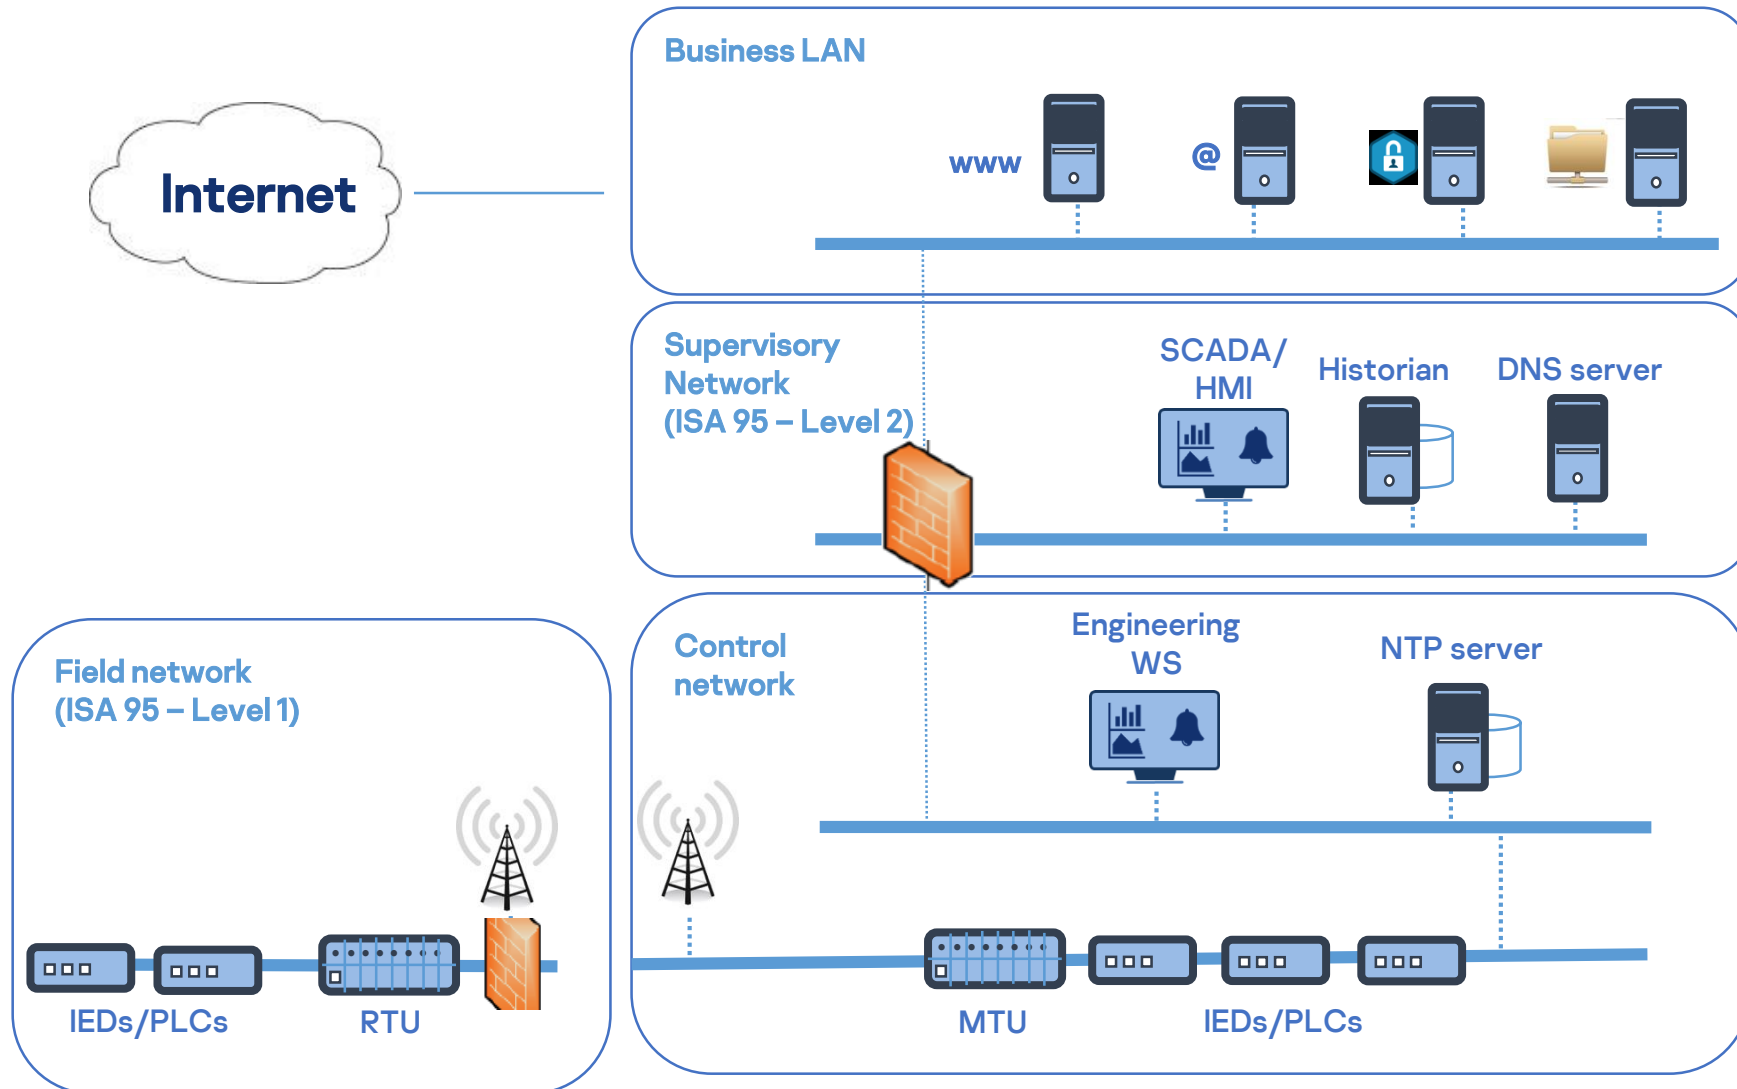 Business LAN
www
@
Internet
Supervisory
Network
(ISA 95 – Level 2)
SCADA/
HMI
Historian
DNS server
Control
network
Engineering
WS
NTP server
Field network
(ISA 95 – Level 1)
IEDs/PLCs
RTU
MTU
IEDs/PLCs